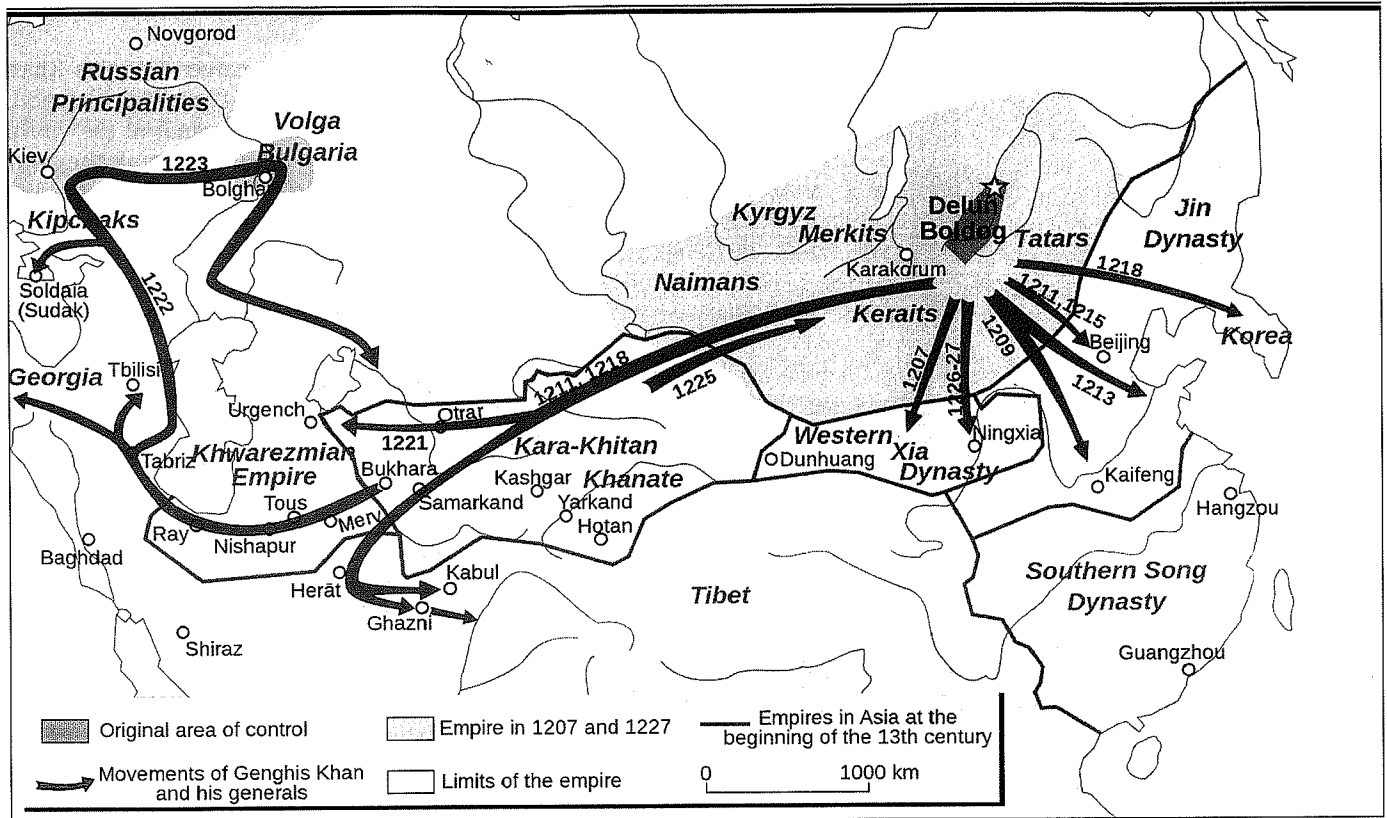 Novgorod
Russian
Principalities
Volga
Bulgaria
Kiev
1223
Bolghar
Kipchaks
Soldaia
(Sudak)
1222
Georgia
Tbilisi
Tabriz
Urgench
Khwarezmian
Empire
Otrar
1221
Bukhara
Samarkand
Tous
Merv
Ray
Nishapur
Baghdad
Shiraz
Herāt
Kabul
Ghazni
Kara-Khitan
Khanate
Kashgar
Yarkand
Hotan
1211, 1218
1225
Naimans
Kyrgyz
Merkits
Karakorum
Keraits
Delun
Boldog
Tatars
Jin
Dynasty
1218
1211,1215
Korea
Beijing
1213
1209
1207
1226-27
Western
Xia
Dynasty
Dunhuang
Ningxia
Kaifeng
Hangzou
Tibet
Southern Song
Dynasty
Guangzhou
Original area of control
Empire in 1207 and 1227
Empires in Asia at the
beginning of the 13th century
Movements of Genghis Khan
and his generals
Limits of the empire
0
1000 km